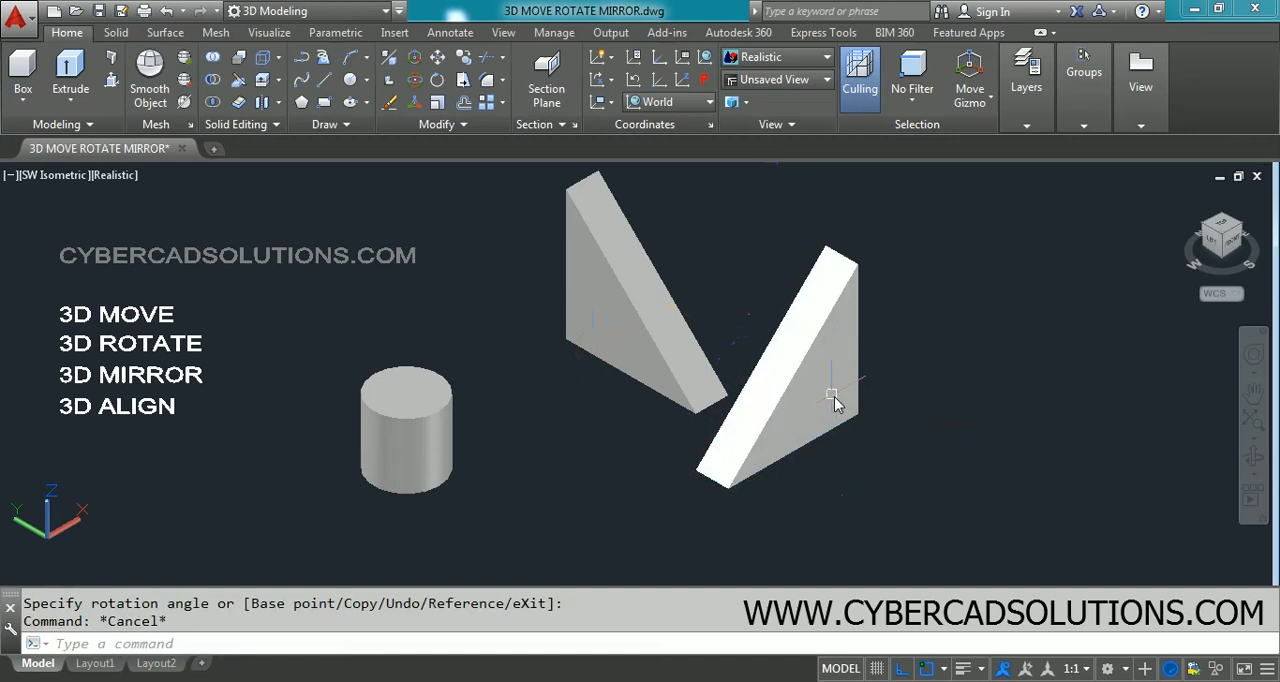 3D Modeling
3D MOVE ROTATE MIRROR.dwg
Type a keyword or phrase
Sign In
Home Solid Surface Mesh Visualize Parametric Insert Annotate View Manage Output Add-ins Autodesk 360 Express Tools BIM 360 Featured Apps
Box
Extrude
Smooth Object
Section Plane
World
Realistic
Unsaved View
Culling
No Filter
Move Gizmo
Layers
Groups
View
Modeling
Mesh
Solid Editing
Draw
Modify
Section
Coordinates
View
Selection
3D MOVE ROTATE MIRROR*
[−][SW Isometric][Realistic]
CYBERCADSOLUTIONS.COM
3D MOVE
3D ROTATE
3D MIRROR
3D ALIGN
TOP
FRONT
W
S
WCS
Z
Y
X
Specify rotation angle or [Base point/Copy/Undo/Reference/eXit]:
Command: *Cancel*
Type a command
WWW.CYBERCADSOLUTIONS.COM
Model Layout1 Layout2 +
MODEL
1:1